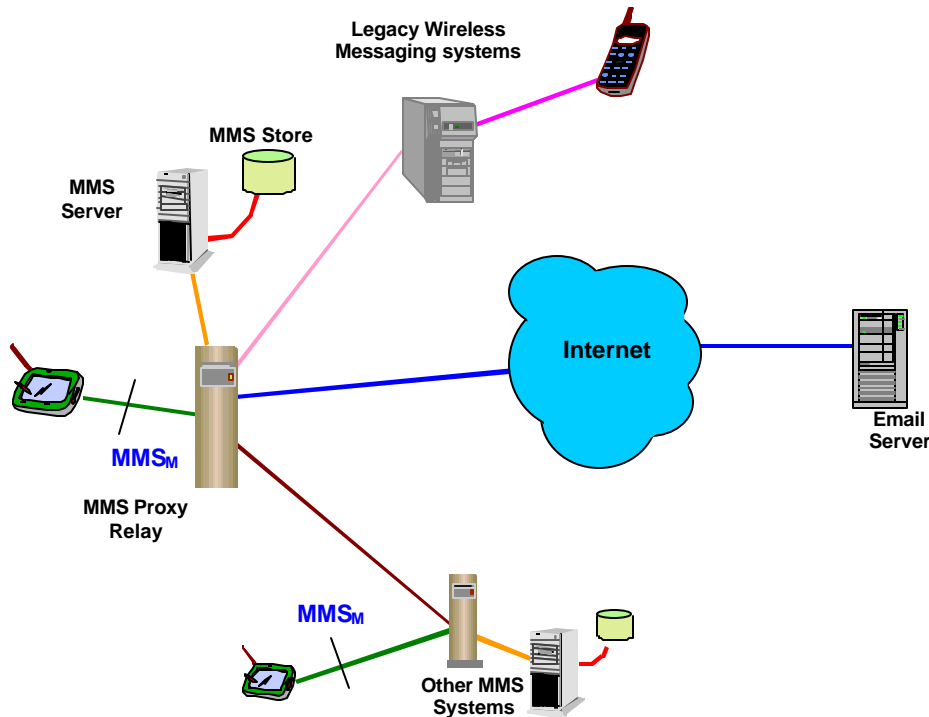 Legacy Wireless
Messaging systems
MMS Store
MMS
Server
Internet
Email
Server
MMSM
MMS Proxy
Relay
MMSM
Other MMS
Systems